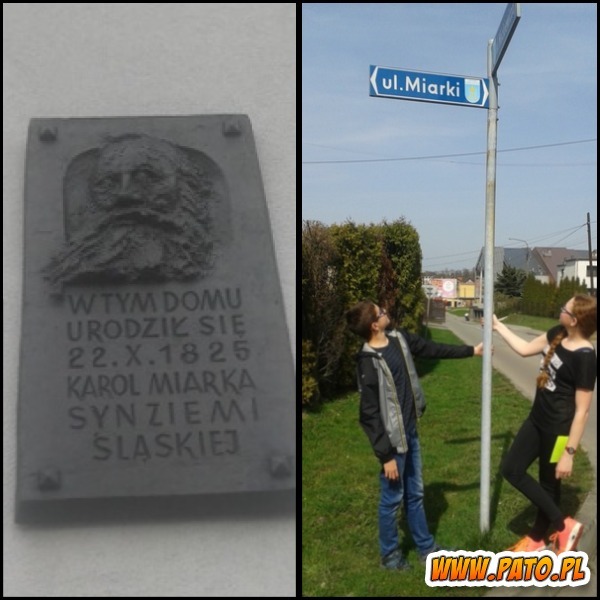 W TYM DOMU
URODZIŁ SIĘ
22.X.1825
KAROL MIARKA
SYN ZIEMI
ŚLĄSKIEJ
ul.Miarki
WWW.PATO.PL